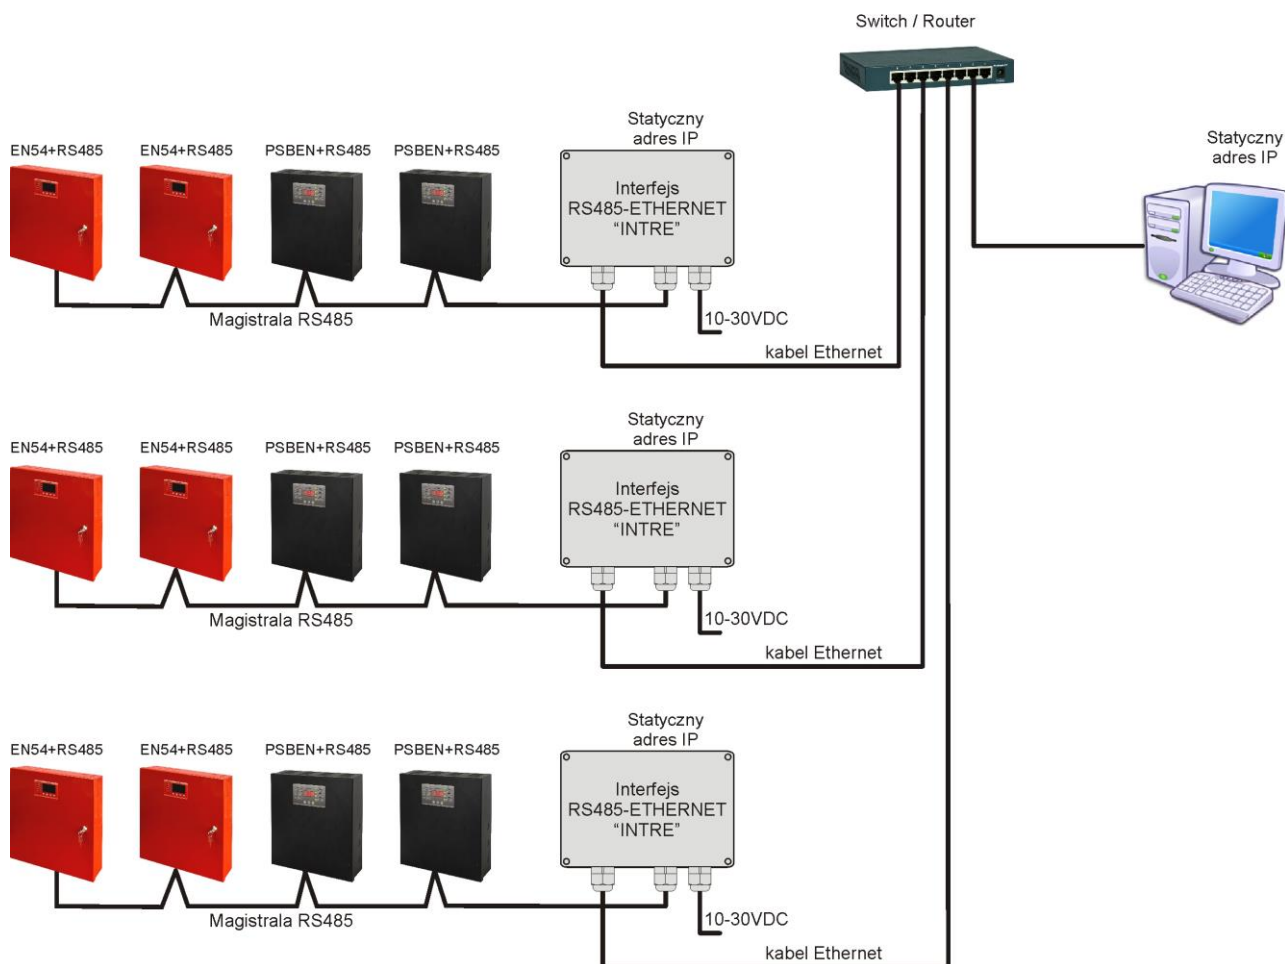 Switch / Router
Statyczny
adres IP
Statyczny
adres IP
EN54+RS485
EN54+RS485
PSBEN+RS485
PSBEN+RS485
Interfejs
RS485-ETHERNET
“INTRE”
Magistrala RS485
10-30VDC
kabel Ethernet
Statyczny
adres IP
EN54+RS485
EN54+RS485
PSBEN+RS485
PSBEN+RS485
Interfejs
RS485-ETHERNET
“INTRE”
Magistrala RS485
10-30VDC
kabel Ethernet
Statyczny
adres IP
EN54+RS485
EN54+RS485
PSBEN+RS485
PSBEN+RS485
Interfejs
RS485-ETHERNET
“INTRE”
Magistrala RS485
10-30VDC
kabel Ethernet